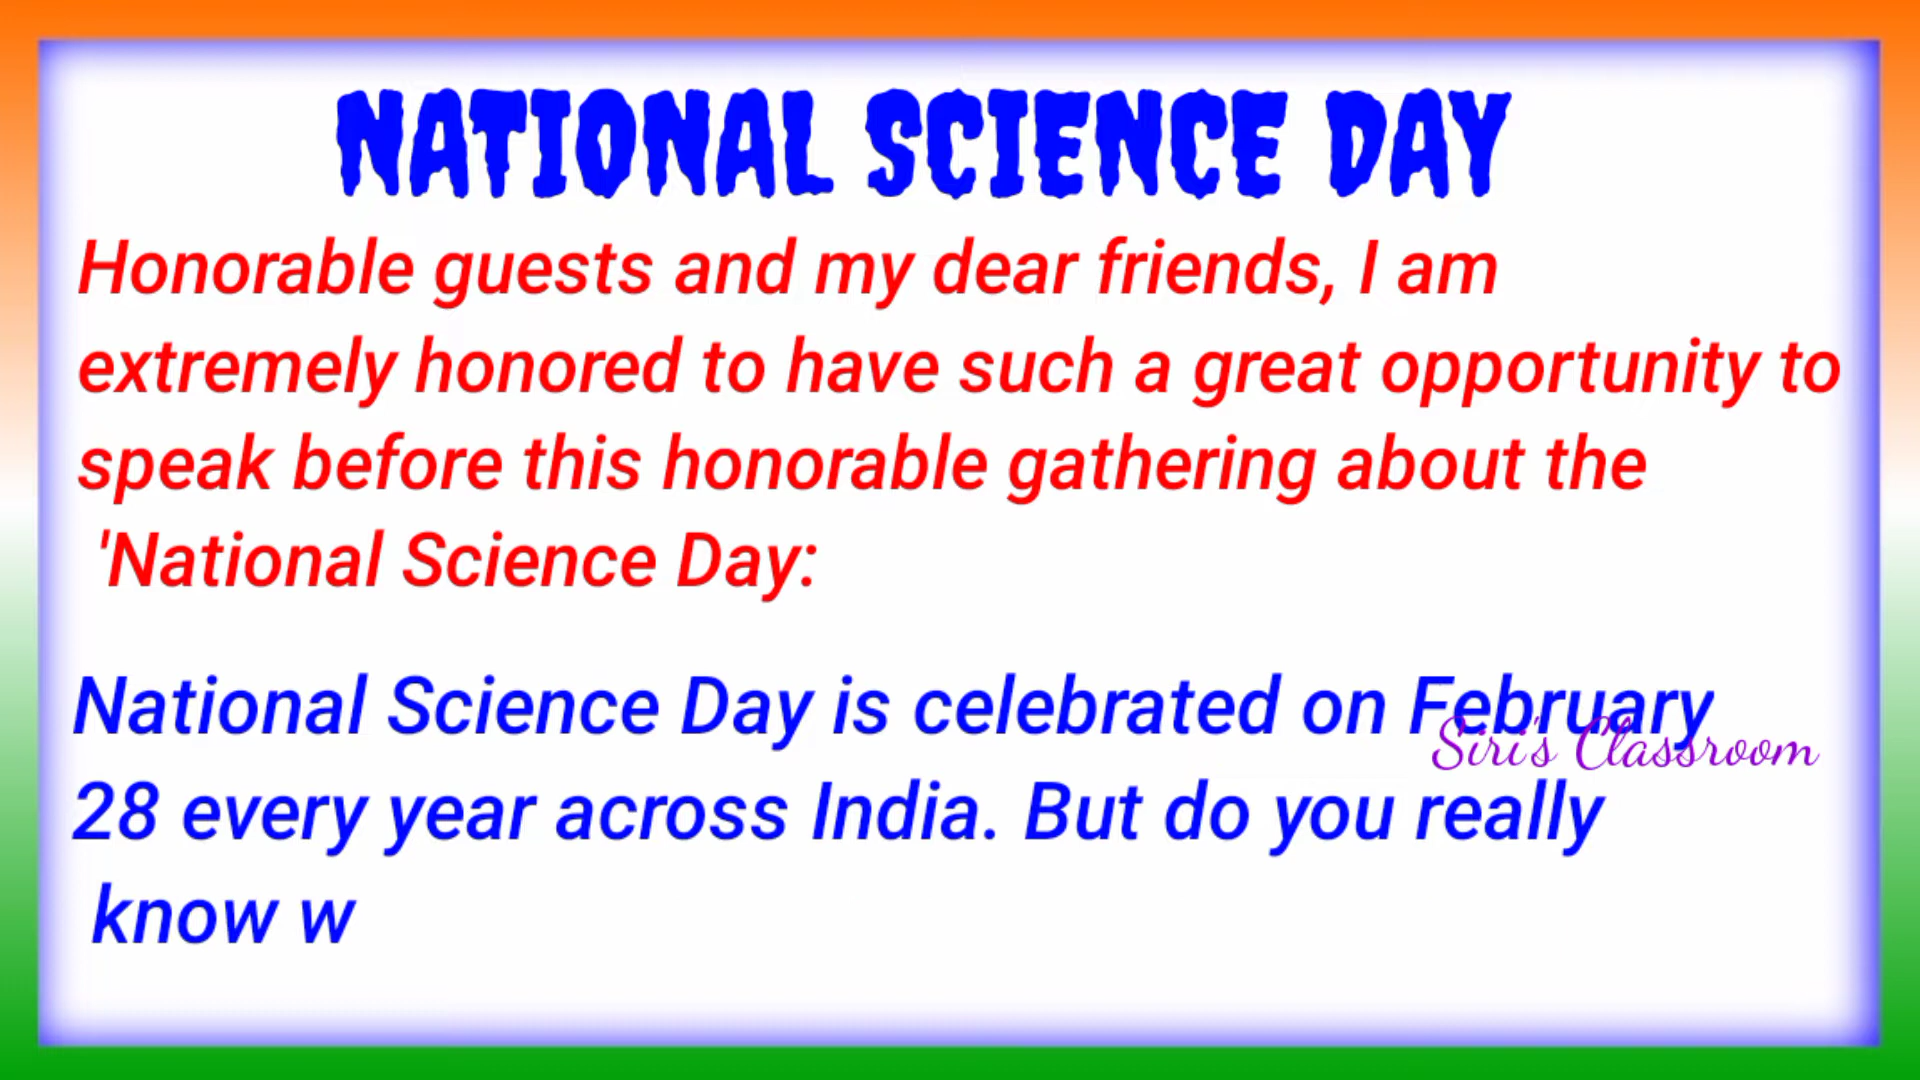 NATIONAL SCIENCE DAY
Honorable guests and my dear friends, I am
extremely honored to have such a great opportunity to
speak before this honorable gathering about the
'National Science Day:
National Science Day is celebrated on February
Siri's Classroom
28 every year across India. But do you really
know w